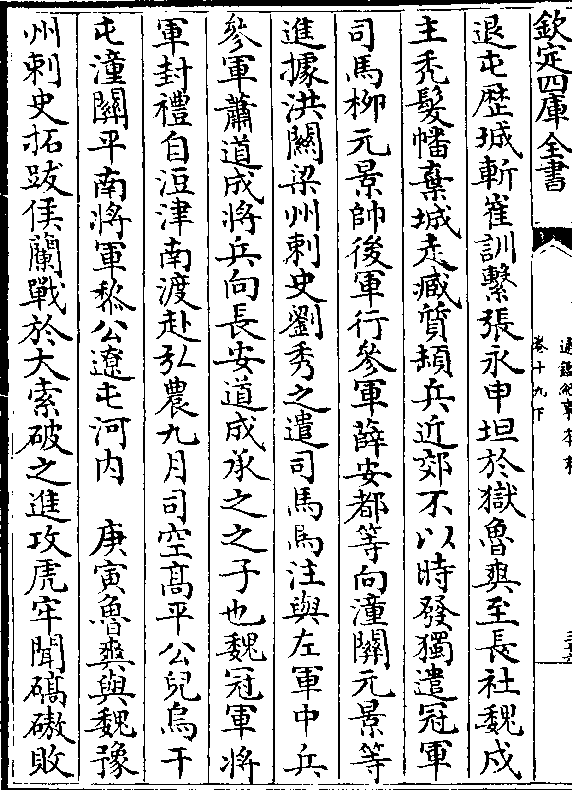 欽定四庫全書
通鑑紀事本末
卷十九下
退屯歴城斬崔訓繫張永申坦於獄魯爽至長社魏戍
主秃髮幡棄城走臧質頓兵近郊不以時發獨遣冠軍
司馬柳元景帥後軍行參軍薛安都等向潼關元景等
進據洪關梁州刺史劉秀之遣司馬馬注與左軍中兵
參軍蕭道成將兵向長安道成承之之子也魏冠軍將
軍封禮自洹津南渡赴弘農九月司空髙平公兒烏干
屯潼關平南將軍黎公遼屯河内　庚寅魯爽與魏豫
州刺史拓跋僕蘭戰於大索破之進攻虎牢聞磝碻敗